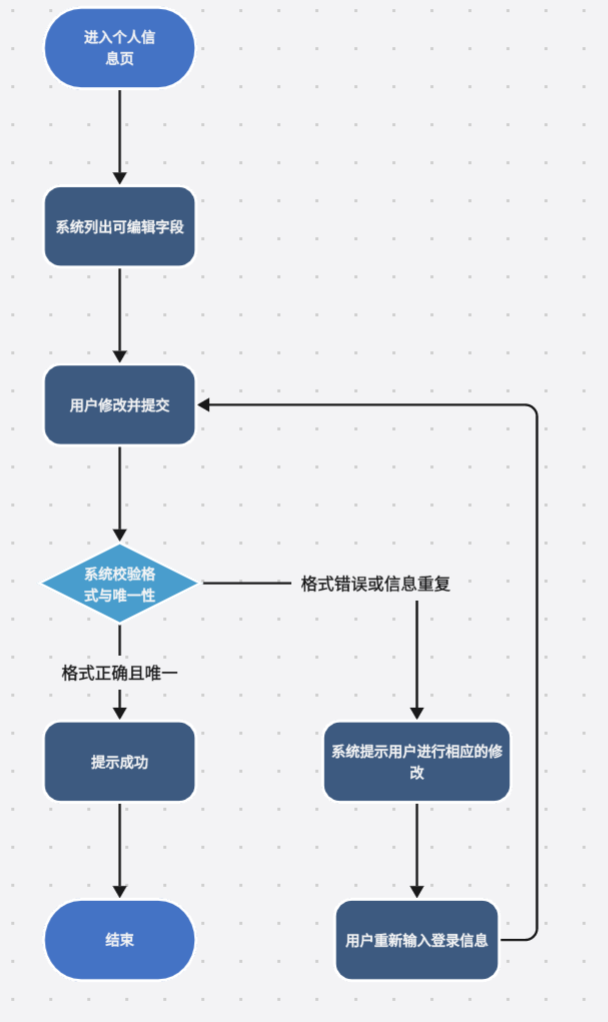 进入个人信
息页
系统列出可编辑字段
用户修改并提交
系统校验格
式与唯一性
格式错误或信息重复
格式正确且唯一
提示成功
系统提示用户进行相应的修
改
结束
用户重新输入登录信息